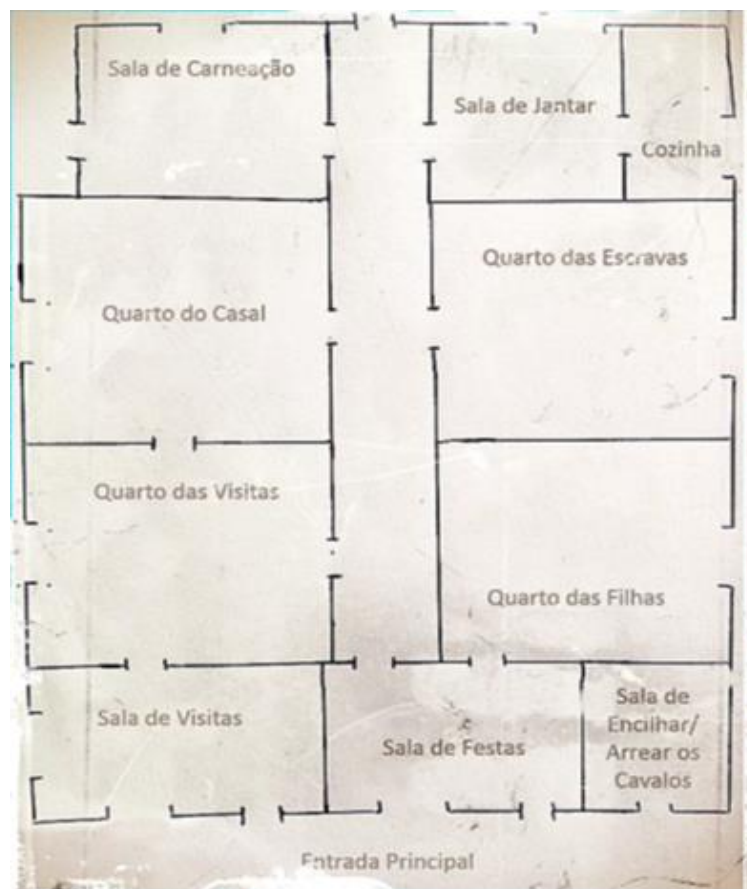 Sala de Carneação
Sala de Jantar
Cozinha
Quarto do Casal
Quarto das Escravas
Quarto das Visitas
Quarto das Filhas
Sala de Visitas
Sala de Festas
Sala de
Encilhar/
Arrear os
Cavalos
Entrada Principal